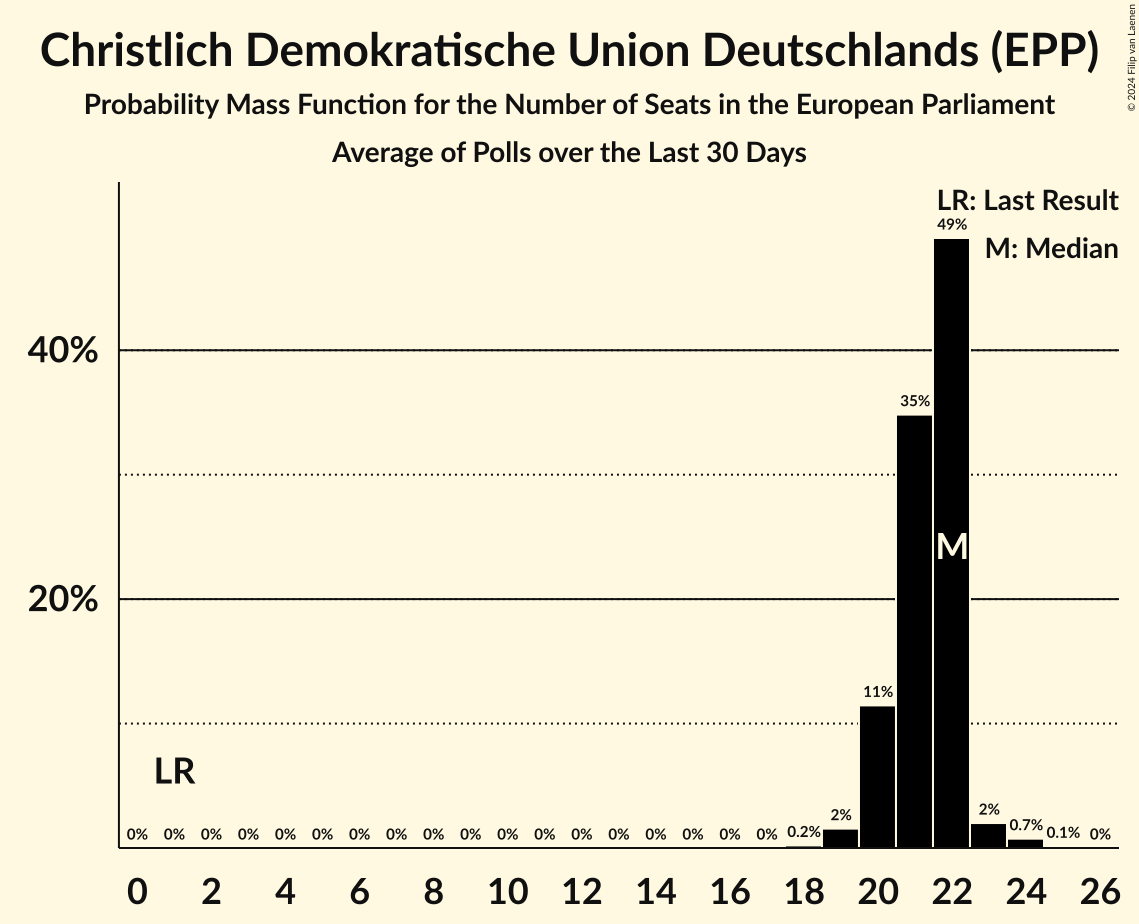 Christlich Demokratische Union Deutschlands (EPP)
Probability Mass Function for the Number of Seats in the European Parliament
Average of Polls over the Last 30 Days
© 2024 Filip van Laenen
LR: Last Result
M: Median
49%
40%
35%
M
20%
11%
LR
0% 0% 0% 0% 0% 0% 0% 0% 0% 0% 0% 0% 0% 0% 0% 0% 0% 0% 0.2% 2% 2% 0.7% 0.1% 0%
0 2 4 6 8 10 12 14 16 18 20 22 24 26